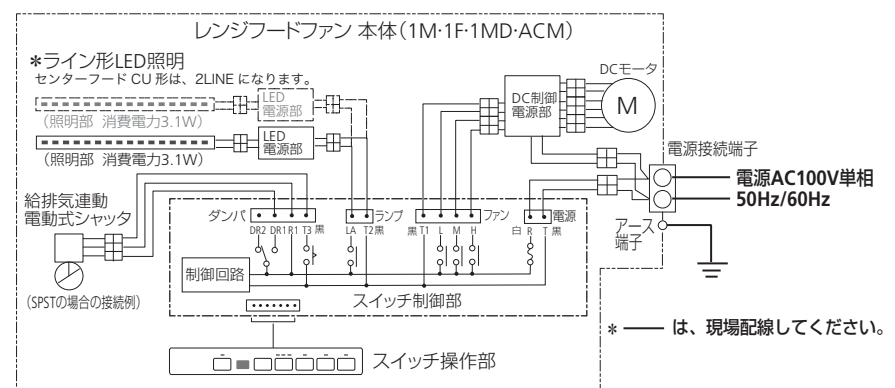 レンジフードファン 本体(1M·1F·1MD·ACM)
*ライン形LED照明
センターフード CU 形は、2LINE になります。
LED
電源部
(照明部 消費電力3.1W)
LED
電源部
(照明部 消費電力3.1W)
DC制御
電源部
DCモータ
M
電源接続端子
電源AC100V単相
50Hz/60Hz
アース
端子
給排気連動
電動式シャッタ
(SPSTの場合の接続例)
ダンパ
ランプ
ファン
電源
DR2 DR1 R1 T3 黒
LA T2 黒
黒 T1 L M H
白 R T 黒
制御回路
スイッチ制御部
スイッチ操作部
* ―― は、現場配線してください。